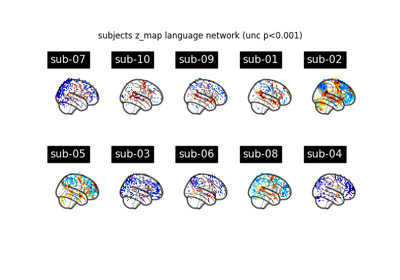 subjects z_map language network (unc p<0.001)
sub-07 sub-10 sub-09 sub-01 sub-02
sub-05 sub-03 sub-06 sub-08 sub-04